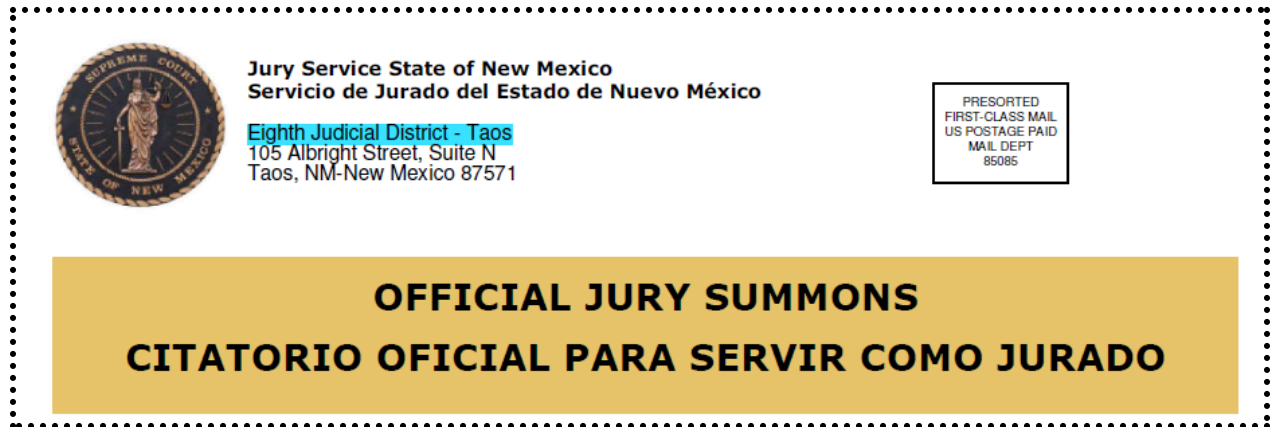 SUPREME COURT
STATE OF NEW MEXICO
Jury Service State of New Mexico
Servicio de Jurado del Estado de Nuevo México
Eighth Judicial District - Taos
105 Albright Street, Suite N
Taos, NM-New Mexico 87571
PRESORTED
FIRST-CLASS MAIL
US POSTAGE PAID
MAIL DEPT
85085
OFFICIAL JURY SUMMONS
CITATORIO OFICIAL PARA SERVIR COMO JURADO